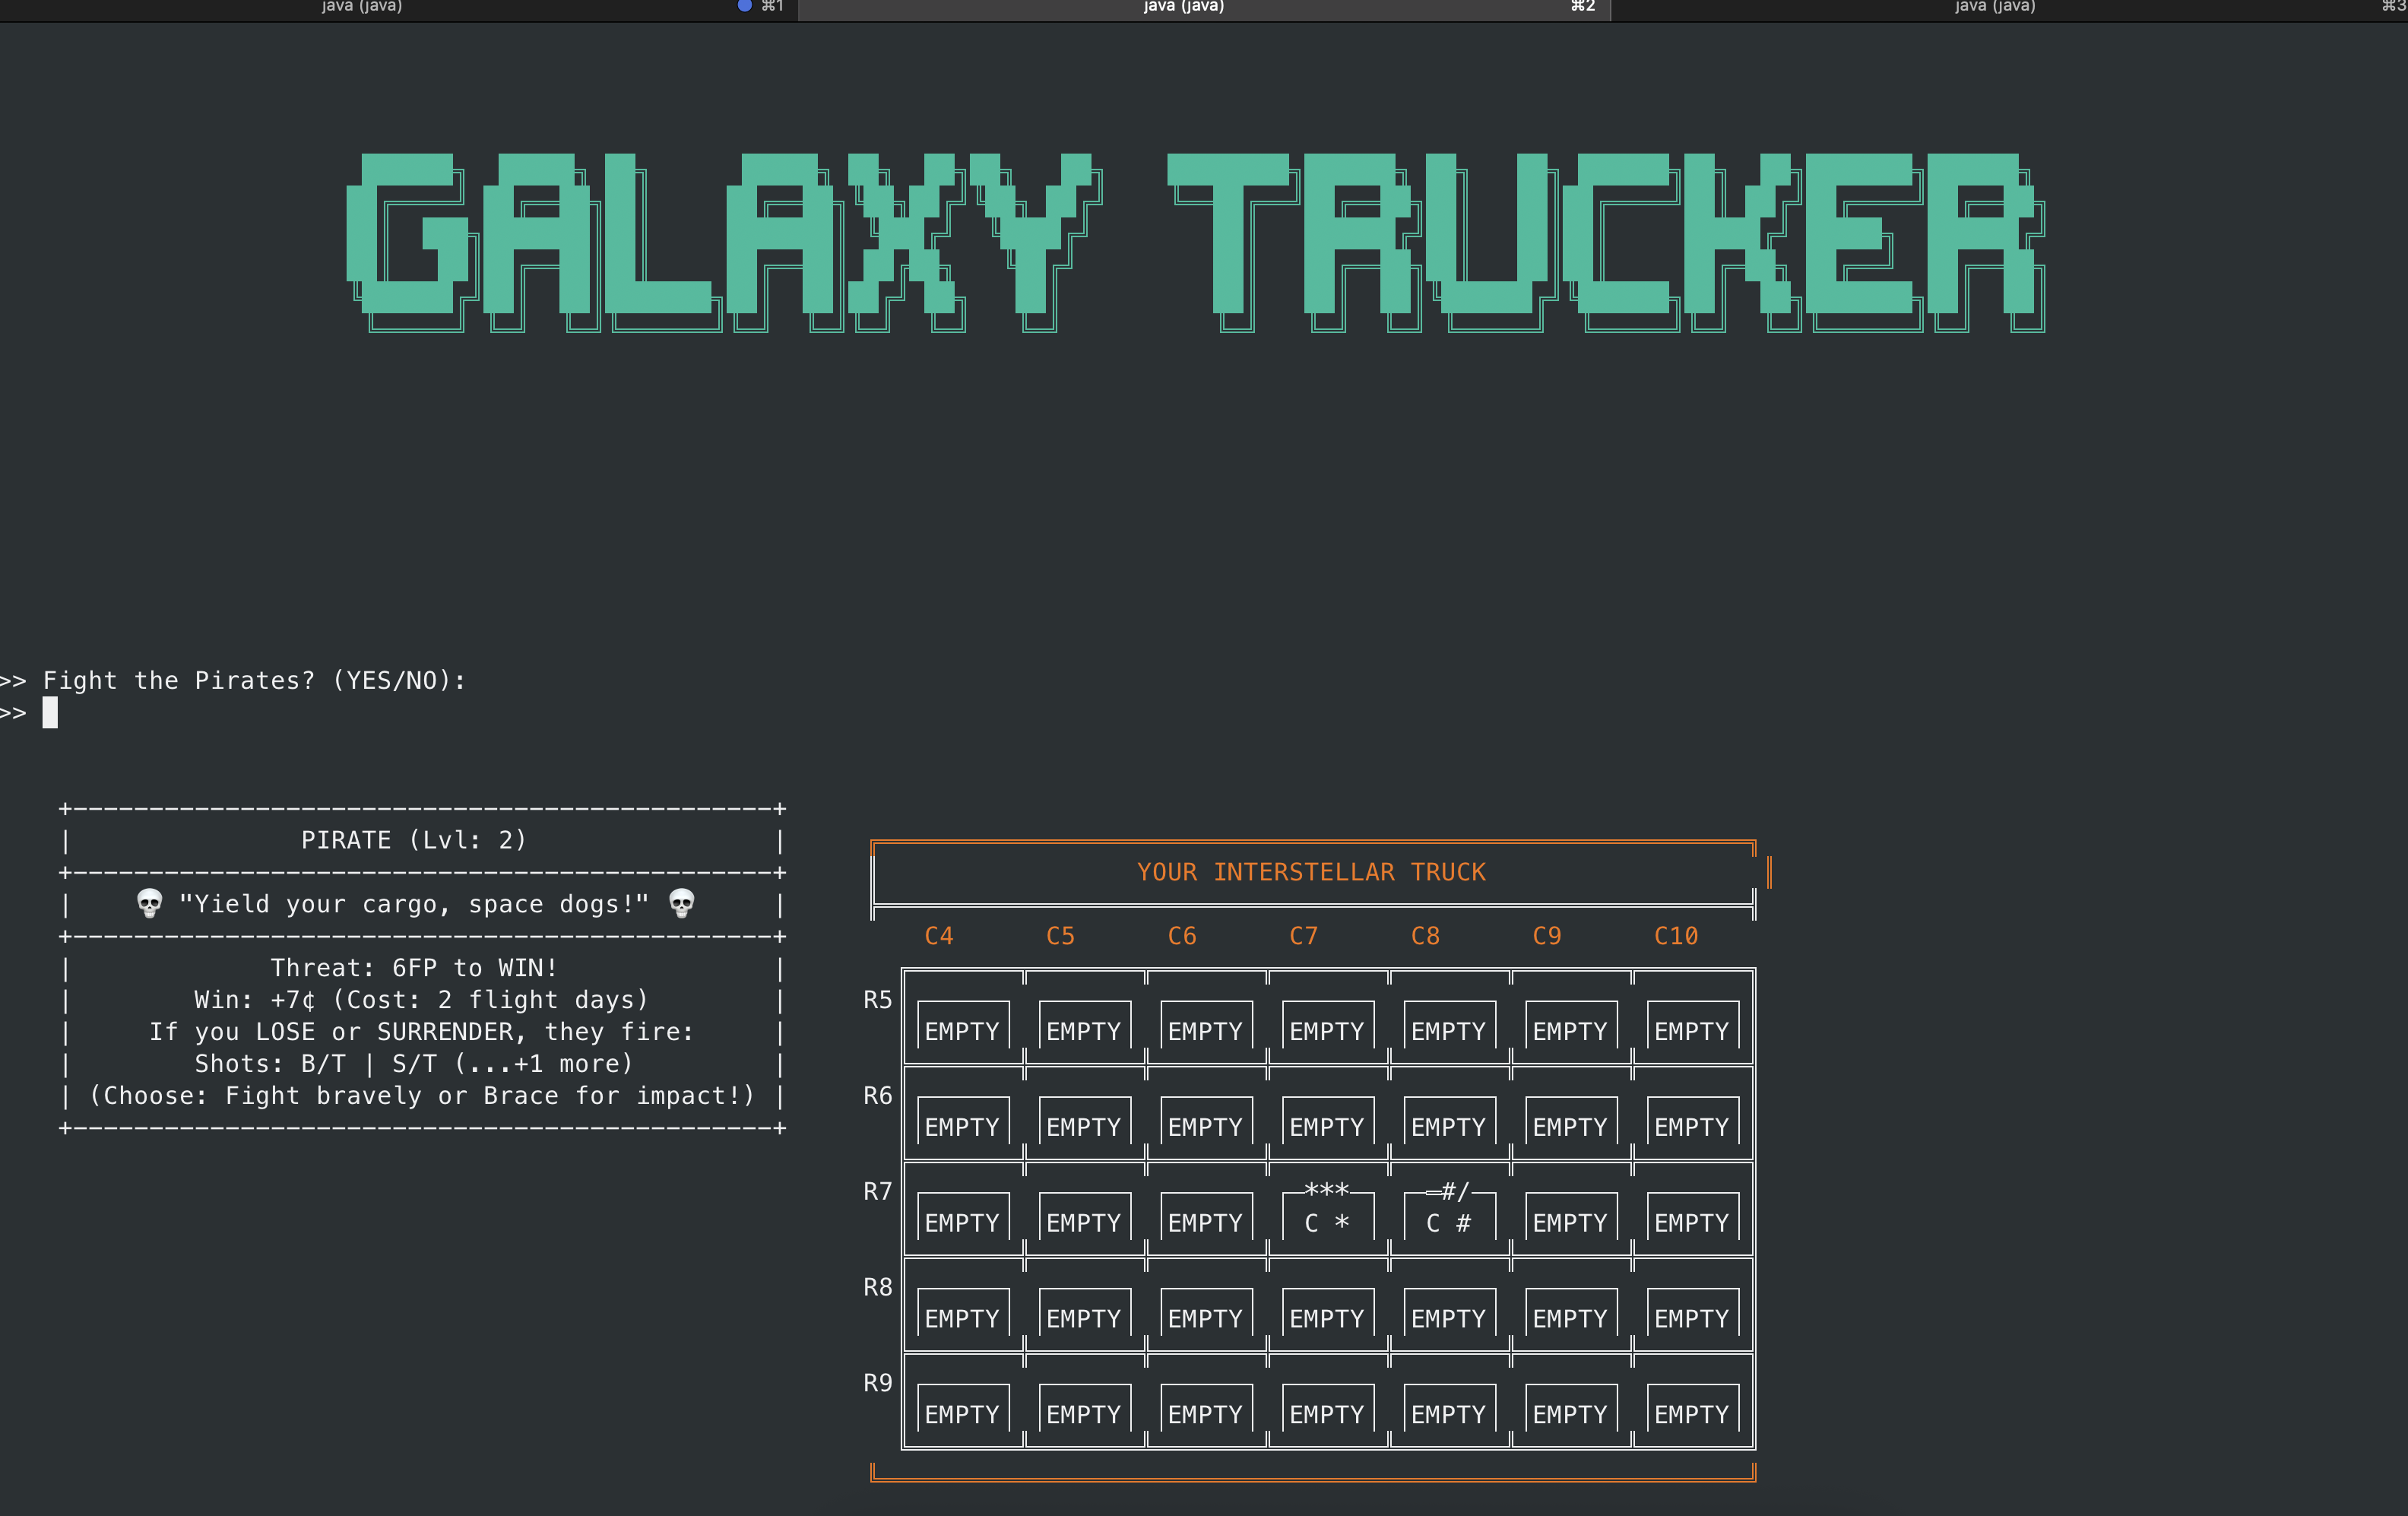 java (java) ⌘1 java (java) ⌘2 java (java) ⌘3
GALAXY TRUCKER
>> Fight the Pirates? (YES/NO):
>>
PIRATE (Lvl: 2)
💀 "Yield your cargo, space dogs!" 💀
Threat: 6FP to WIN!
Win: +7¢ (Cost: 2 flight days)
If you LOSE or SURRENDER, they fire:
Shots: B/T | S/T (...+1 more)
(Choose: Fight bravely or Brace for impact!)
YOUR INTERSTELLAR TRUCK
C4 C5 C6 C7 C8 C9 C10
R5
EMPTY EMPTY EMPTY EMPTY EMPTY EMPTY EMPTY
R6
EMPTY EMPTY EMPTY EMPTY EMPTY EMPTY EMPTY
R7 *** =#/
EMPTY EMPTY EMPTY C * C # EMPTY EMPTY
R8
EMPTY EMPTY EMPTY EMPTY EMPTY EMPTY EMPTY
R9
EMPTY EMPTY EMPTY EMPTY EMPTY EMPTY EMPTY